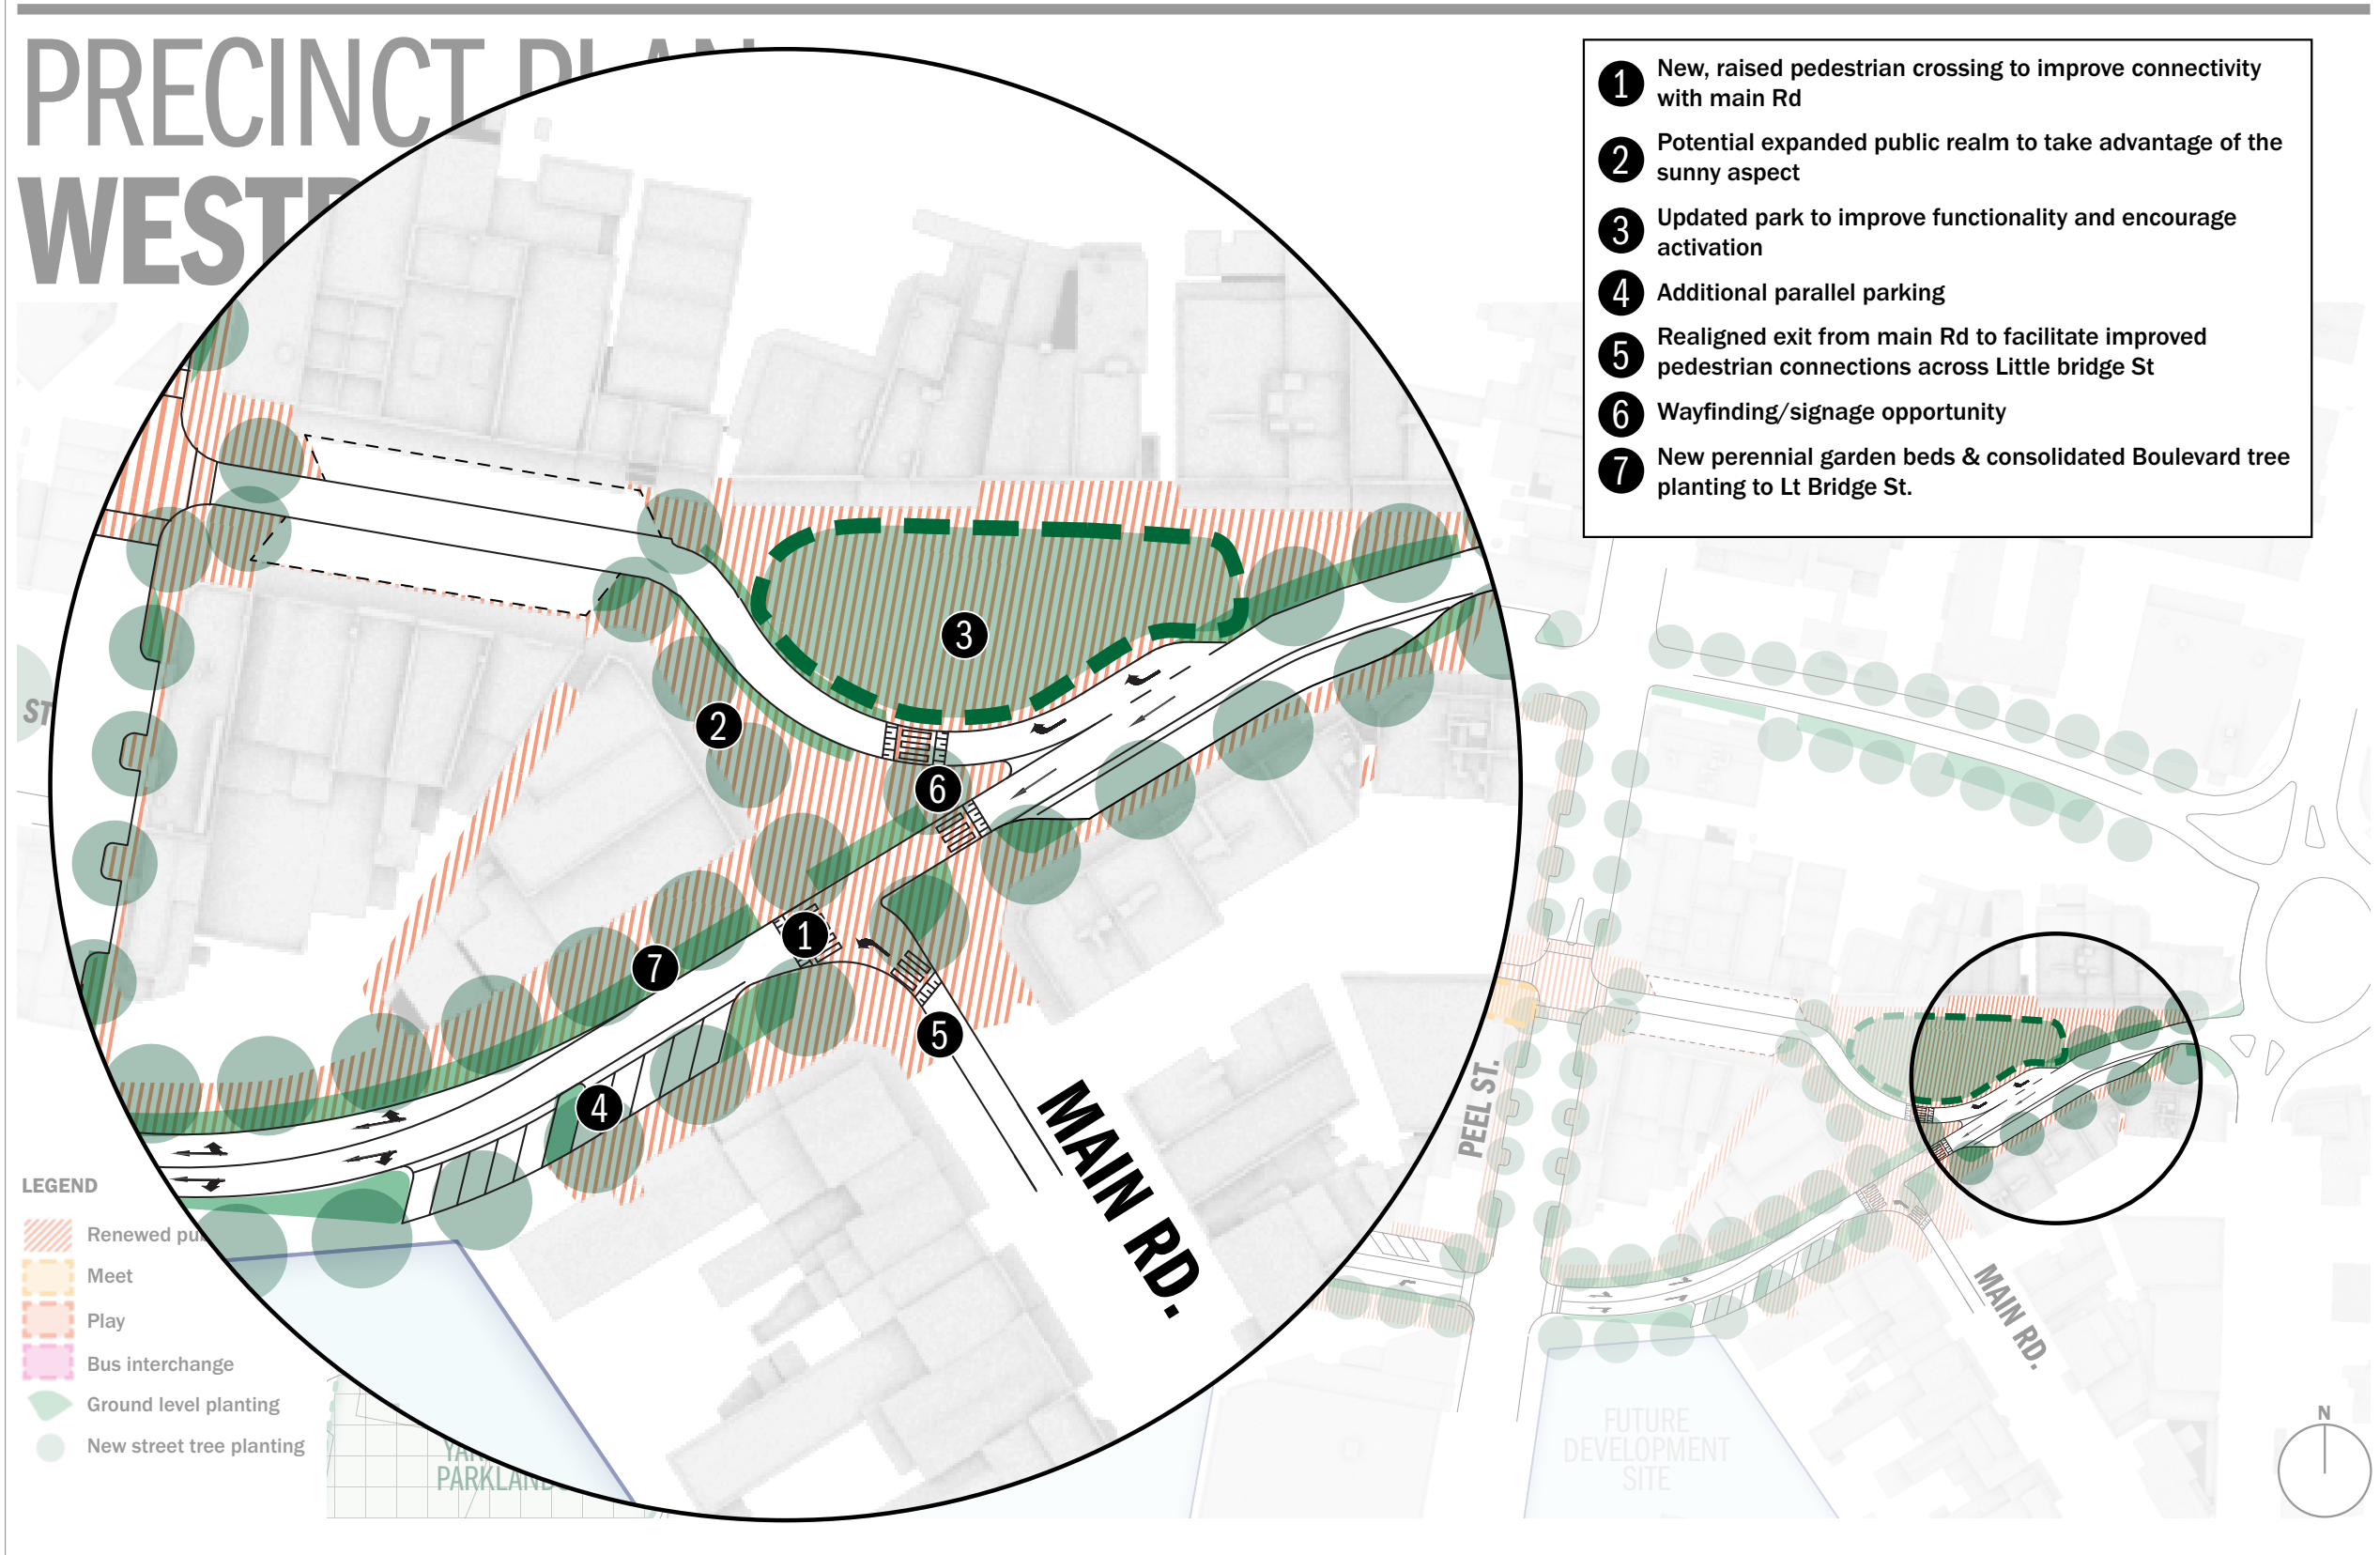 PRECINCT PLAN
1 New, raised pedestrian crossing to improve connectivity
with main Rd
2 Potential expanded public realm to take advantage of the
sunny aspect
3 Updated park to improve functionality and encourage
activation
4 Additional parallel parking
5 Realigned exit from main Rd to facilitate improved
pedestrian connections across Little bridge St
6 Wayfinding/signage opportunity
7 New perennial garden beds & consolidated Boulevard tree
planting to Lt Bridge St.
ST
3
2
6
1
7
5
4
MAIN RD.
PEEL ST.
MAIN RD.
LEGEND
Renewed
Meet
Play
Bus interchange
Ground level planting
New street tree planting
PARKLANDS
FUTURE
DEVELOPMENT
SITE
N